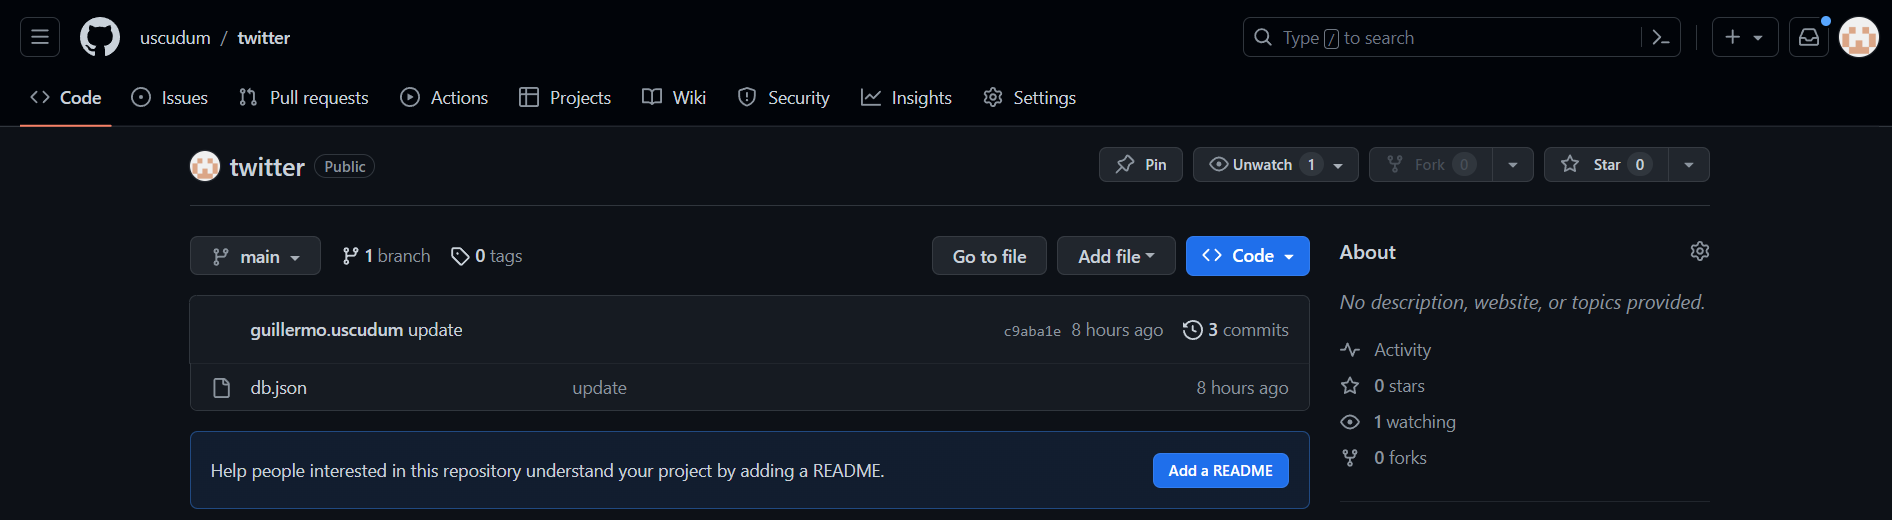 uscudum / twitter
Type / to search
Code Issues Pull requests Actions Projects Wiki Security Insights Settings
twitter Public
Pin Unwatch 1 Fork 0 Star 0
main 1 branch 0 tags Go to file Add file Code
guillermo.uscudum update c9aba1e 8 hours ago 3 commits
db.json update 8 hours ago
Help people interested in this repository understand your project by adding a README. Add a README
About
No description, website, or topics provided.
Activity
0 stars
1 watching
0 forks